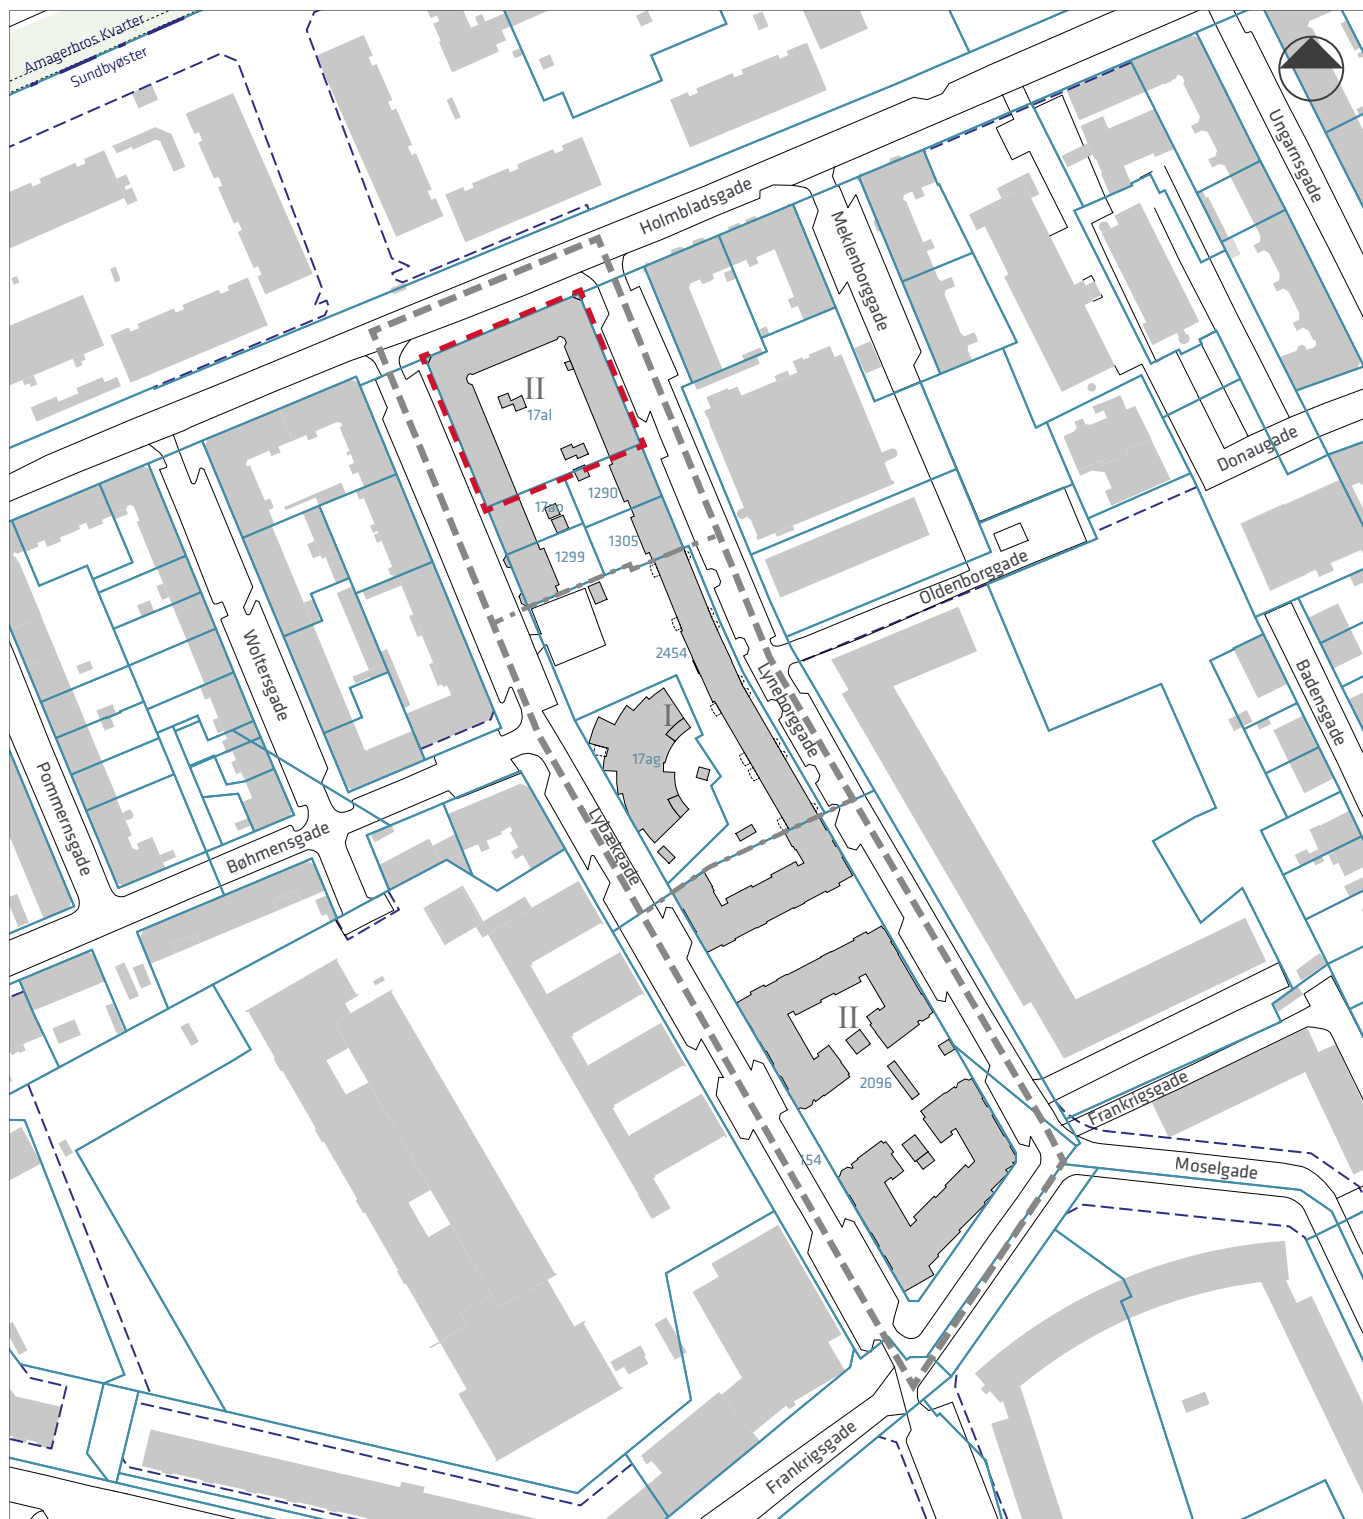 Amagerbros Kvarter
Sundbyøster
Holmbladsgade
Meklenborggade
Ungarnsgade
Donaugade
II
17al
1290
17ao
1305
1299
Oldenborggade
Woltersgade
2454
Lyneborggade
Badensgade
I
17ag
Pommernsgade
Bøhmensgade
Lybækgade
II
2096
Frankrigsgade
154
Moselgade
Frankrigsgade